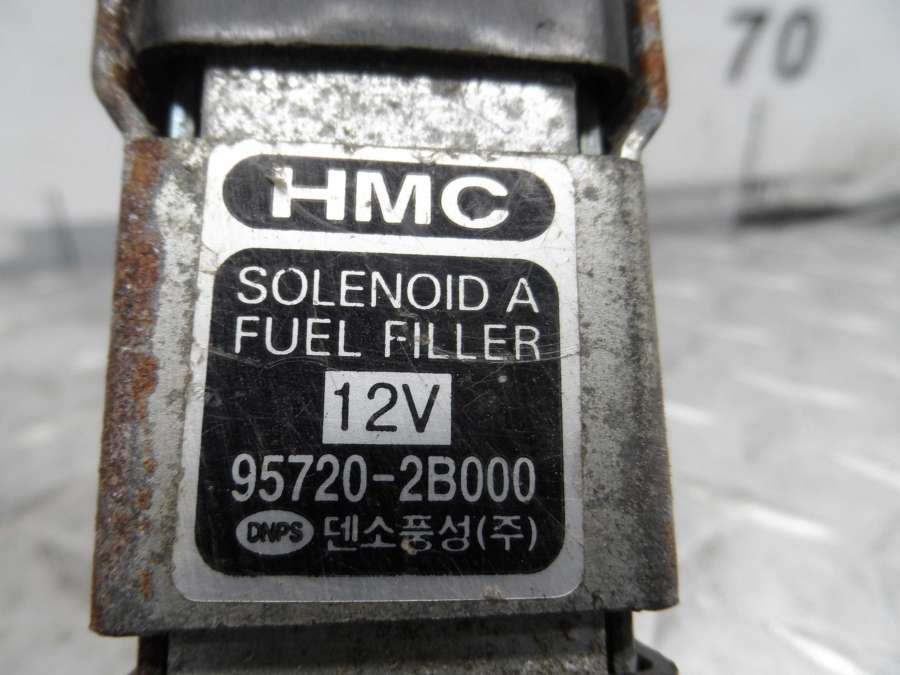 70
HMC
SOLENOID A
FUEL FILLER
12V
95720-2B000
DNPS 덴소풍성(주)